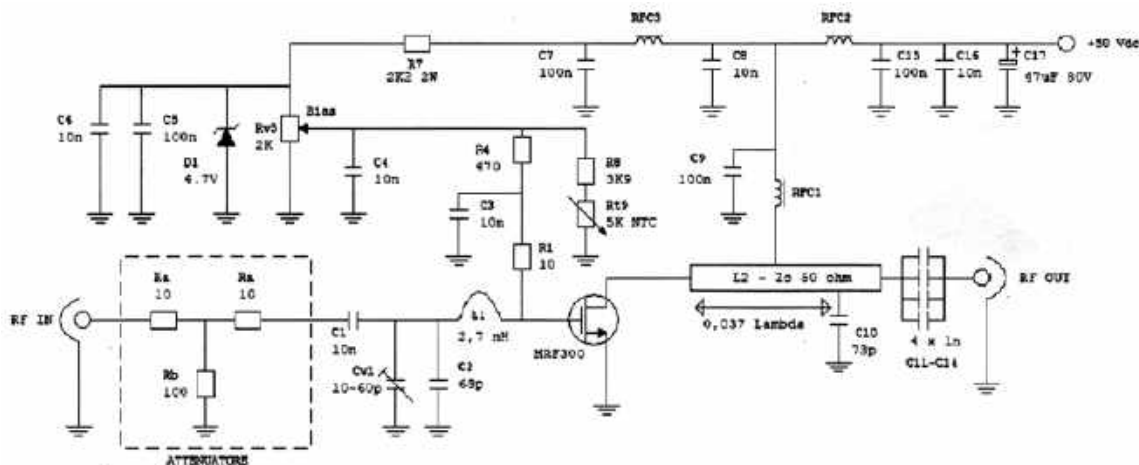 RFC3
RFC2
+50 Vdc
R7
2K2 2W
C7
100n
C8
10n
C15
100n
C16
10n
C17
47uF 80V
C6
10n
C5
100n
D1
4.7V
Bias
Rv5
2K
C4
10n
R4
470
R8
3K9
Rt9
5K NTC
C3
10n
R1
10
C9
100n
RFC1
ATTENUATORE
Ra
10
Ra
10
Rb
100
RF IN
C1
10n
Cv1
10-60p
C2
68p
L1
2,7 nH
MRF300
L2 - Zo 50 ohm
0,037 Lambda
C10
73p
4 x 1n
C11-C14
RF OUT